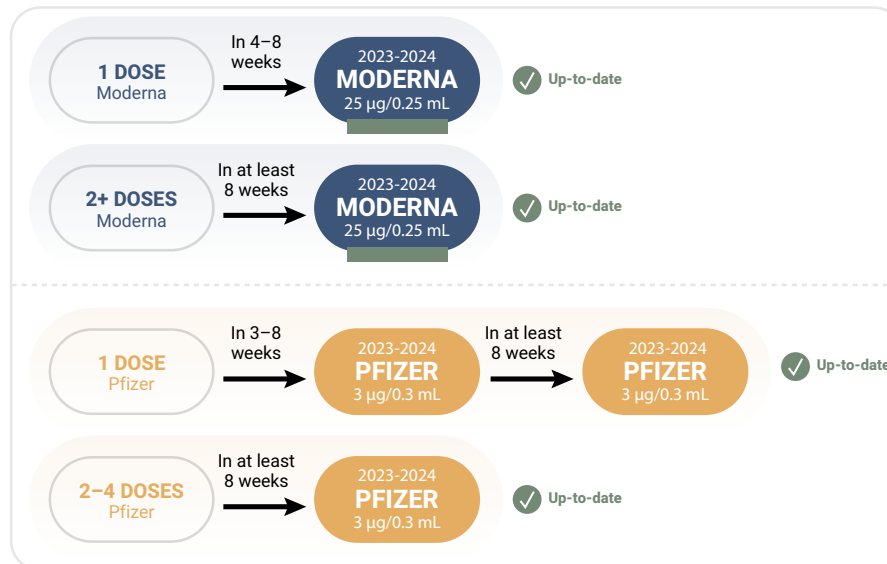 1 DOSE
Moderna
In 4–8
weeks
2023-2024
MODERNA
25 µg/0.25 mL
Up-to-date
2+ DOSES
Moderna
In at least
8 weeks
2023-2024
MODERNA
25 µg/0.25 mL
Up-to-date
1 DOSE
Pfizer
In 3–8
weeks
2023-2024
PFIZER
3 µg/0.3 mL
In at least
8 weeks
2023-2024
PFIZER
3 µg/0.3 mL
Up-to-date
2–4 DOSES
Pfizer
In at least
8 weeks
2023-2024
PFIZER
3 µg/0.3 mL
Up-to-date